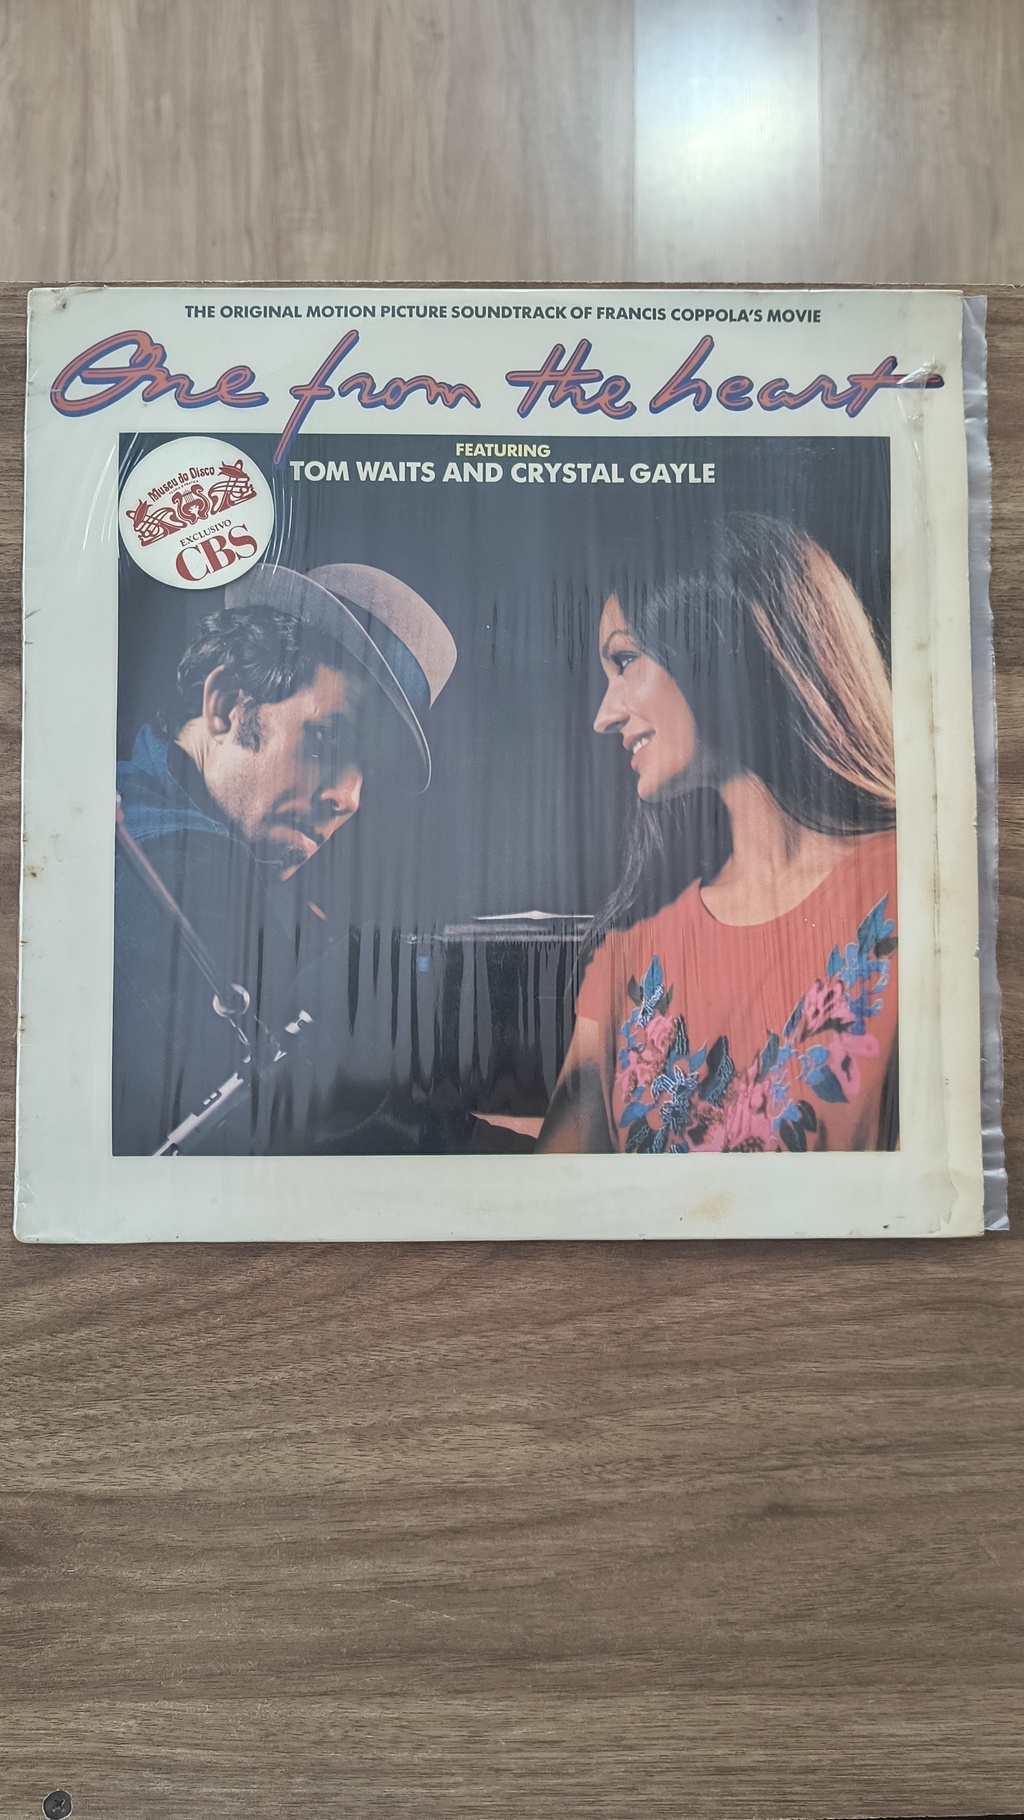 THE ORIGINAL MOTION PICTURE SOUNDTRACK OF FRANCIS COPPOLA'S MOVIE
One from the heart
FEATURING
TOM WAITS AND CRYSTAL GAYLE
Museu do Disco
EXCLUSIVO
CBS